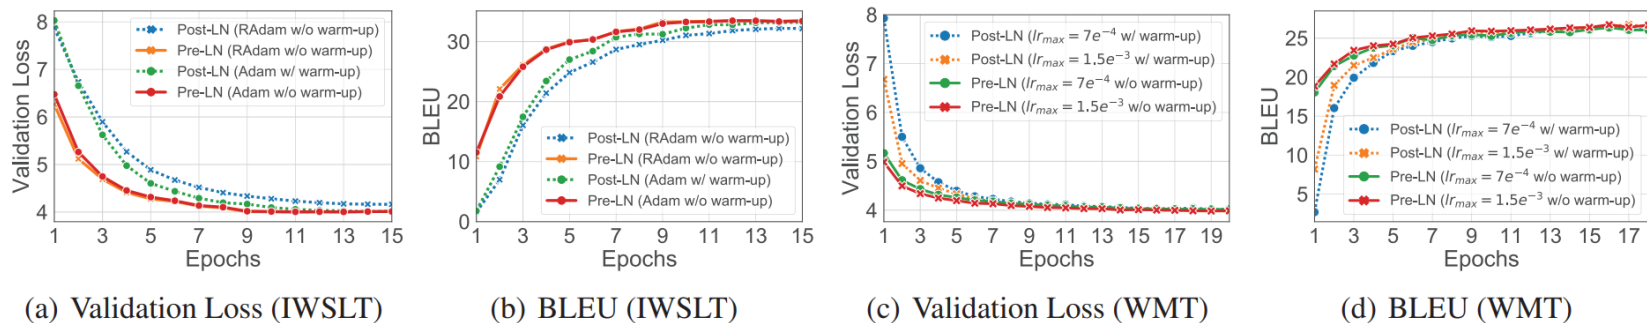 Validation Loss
8
7
6
5
4
1 3 5 7 9 11 13 15
Epochs
Post-LN (RAdam w/o warm-up)
Pre-LN (RAdam w/o warm-up)
Post-LN (Adam w/ warm-up)
Pre-LN (Adam w/o warm-up)
(a) Validation Loss (IWSLT)
BLEU
30
20
10
0
1 3 5 7 9 11 13 15
Epochs
Post-LN (RAdam w/o warm-up)
Pre-LN (RAdam w/o warm-up)
Post-LN (Adam w/ warm-up)
Pre-LN (Adam w/o warm-up)
(b) BLEU (IWSLT)
Validation Loss
8
7
6
5
4
1 3 5 7 9 11 13 15 17 19
Epochs
Post-LN (lr_max = 7e⁻⁴ w/ warm-up)
Post-LN (lr_max = 1.5e⁻³ w/ warm-up)
Pre-LN (lr_max = 7e⁻⁴ w/o warm-up)
Pre-LN (lr_max = 1.5e⁻³ w/o warm-up)
(c) Validation Loss (WMT)
BLEU
25
20
15
10
5
1 3 5 7 9 11 13 15 17
Epochs
Post-LN (lr_max = 7e⁻⁴ w/ warm-up)
Post-LN (lr_max = 1.5e⁻³ w/ warm-up)
Pre-LN (lr_max = 7e⁻⁴ w/o warm-up)
Pre-LN (lr_max = 1.5e⁻³ w/o warm-up)
(d) BLEU (WMT)